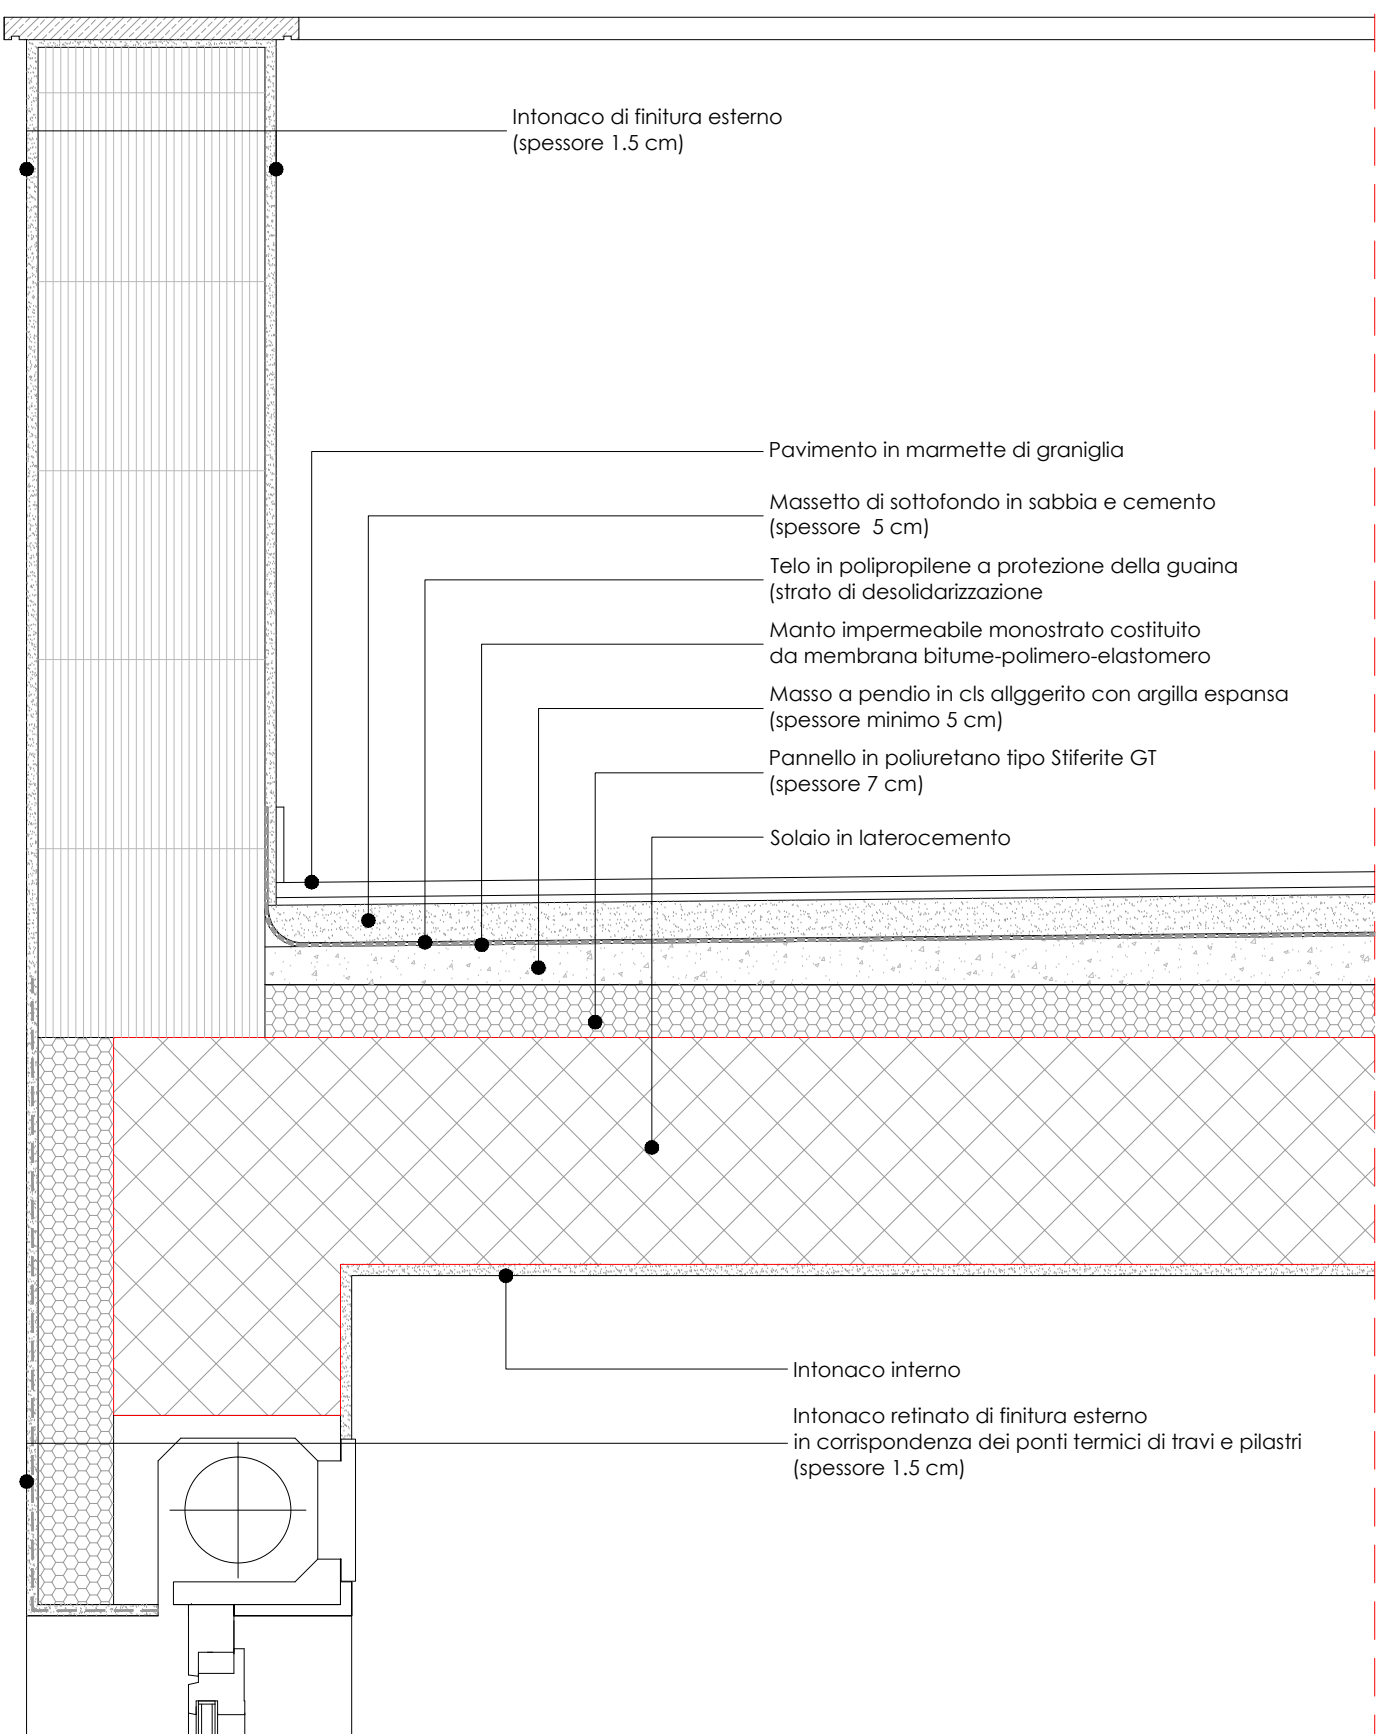 Intonaco di finitura esterno
(spessore 1.5 cm)
Pavimento in marmette di graniglia
Massetto di sottofondo in sabbia e cemento
(spessore  5 cm)
Telo in polipropilene a protezione della guaina
(strato di desolidarizzazione
Manto impermeabile monostrato costituito
da membrana bitume-polimero-elastomero
Masso a pendio in cls allggerito con argilla espansa
(spessore minimo 5 cm)
Pannello in poliuretano tipo Stiferite GT
(spessore 7 cm)
Solaio in laterocemento
Intonaco interno
Intonaco retinato di finitura esterno
in corrispondenza dei ponti termici di travi e pilastri
(spessore 1.5 cm)